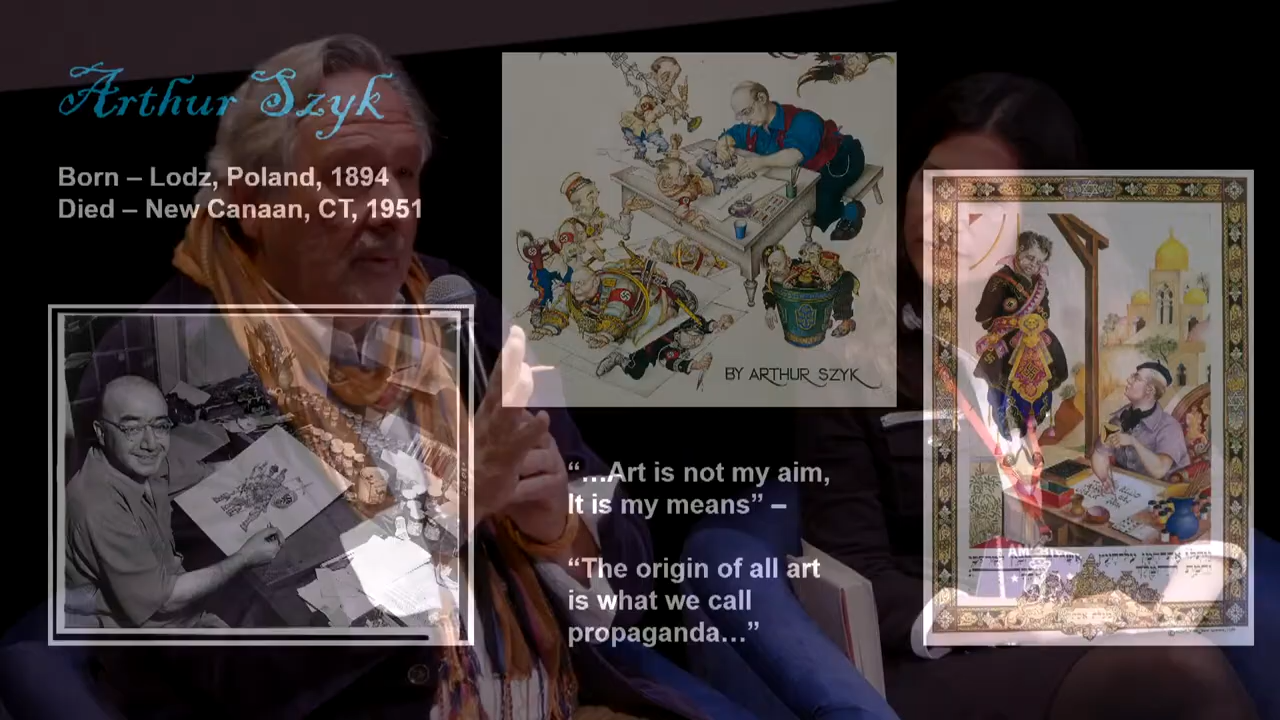 Arthur Szyk
Born – Lodz, Poland, 1894
Died – New Canaan, CT, 1951
BY ARTHUR SZYK
“...Art is not my aim,
It is my means” –
“The origin of all art
is what we call
propaganda...”